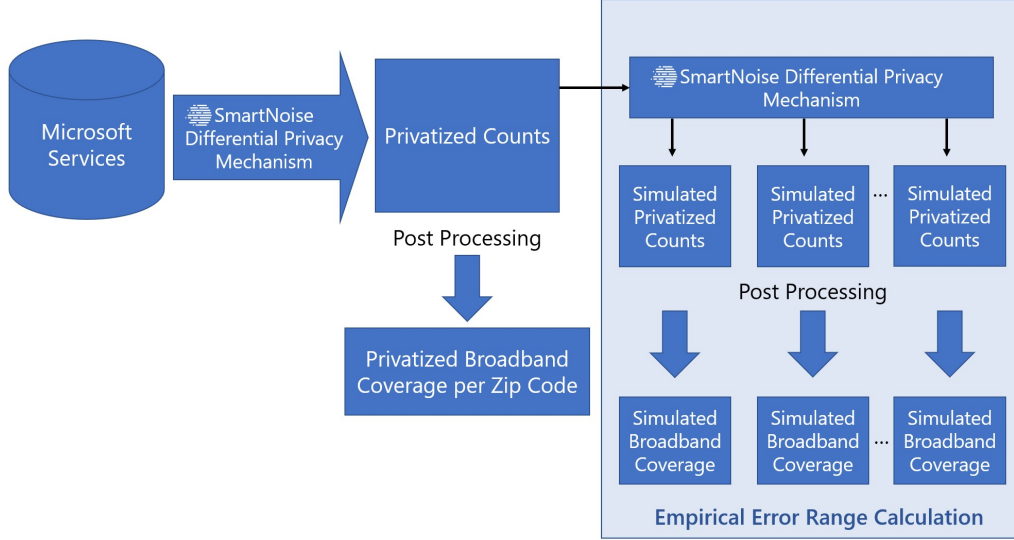 Microsoft
Services
SmartNoise
Differential Privacy
Mechanism
Privatized Counts
Post Processing
Privatized Broadband
Coverage per Zip Code
SmartNoise Differential Privacy
Mechanism
Simulated
Privatized
Counts
Simulated
Privatized
Counts
...
Simulated
Privatized
Counts
Post Processing
Simulated
Broadband
Coverage
Simulated
Broadband
Coverage
...
Simulated
Broadband
Coverage
Empirical Error Range Calculation